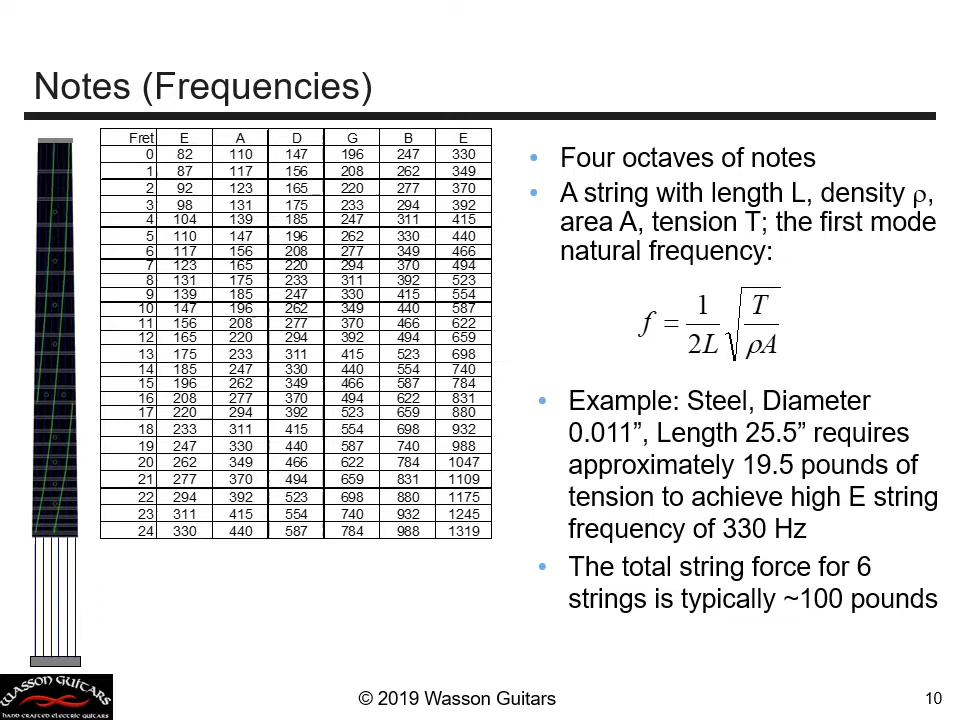 Notes (Frequencies)
Fret E A D G B E
0 82 110 147 196 247 330
1 87 117 156 208 262 349
2 92 123 165 220 277 370
3 98 131 175 233 294 392
4 104 139 185 247 311 415
5 110 147 196 262 330 440
6 117 156 208 277 349 466
7 123 165 220 294 370 494
8 131 175 233 311 392 523
9 139 185 247 330 415 554
10 147 196 262 349 440 587
11 156 208 277 370 466 622
12 165 220 294 392 494 659
13 175 233 311 415 523 698
14 185 247 330 440 554 740
15 196 262 349 466 587 784
16 208 277 370 494 622 831
17 220 294 392 523 659 880
18 233 311 415 554 698 932
19 247 330 440 587 740 988
20 262 349 466 622 784 1047
21 277 370 494 659 831 1109
22 294 392 523 698 880 1175
23 311 415 554 740 932 1245
24 330 440 587 784 988 1319
• Four octaves of notes
• A string with length L, density ρ,
area A, tension T; the first mode
natural frequency:
f = 1/2L √T/ρA
• Example: Steel, Diameter
0.011”, Length 25.5” requires
approximately 19.5 pounds of
tension to achieve high E string
frequency of 330 Hz
• The total string force for 6
strings is typically ~100 pounds
WASSON GUITARS
HAND CRAFTED ELECTRIC GUITARS
© 2019 Wasson Guitars
10